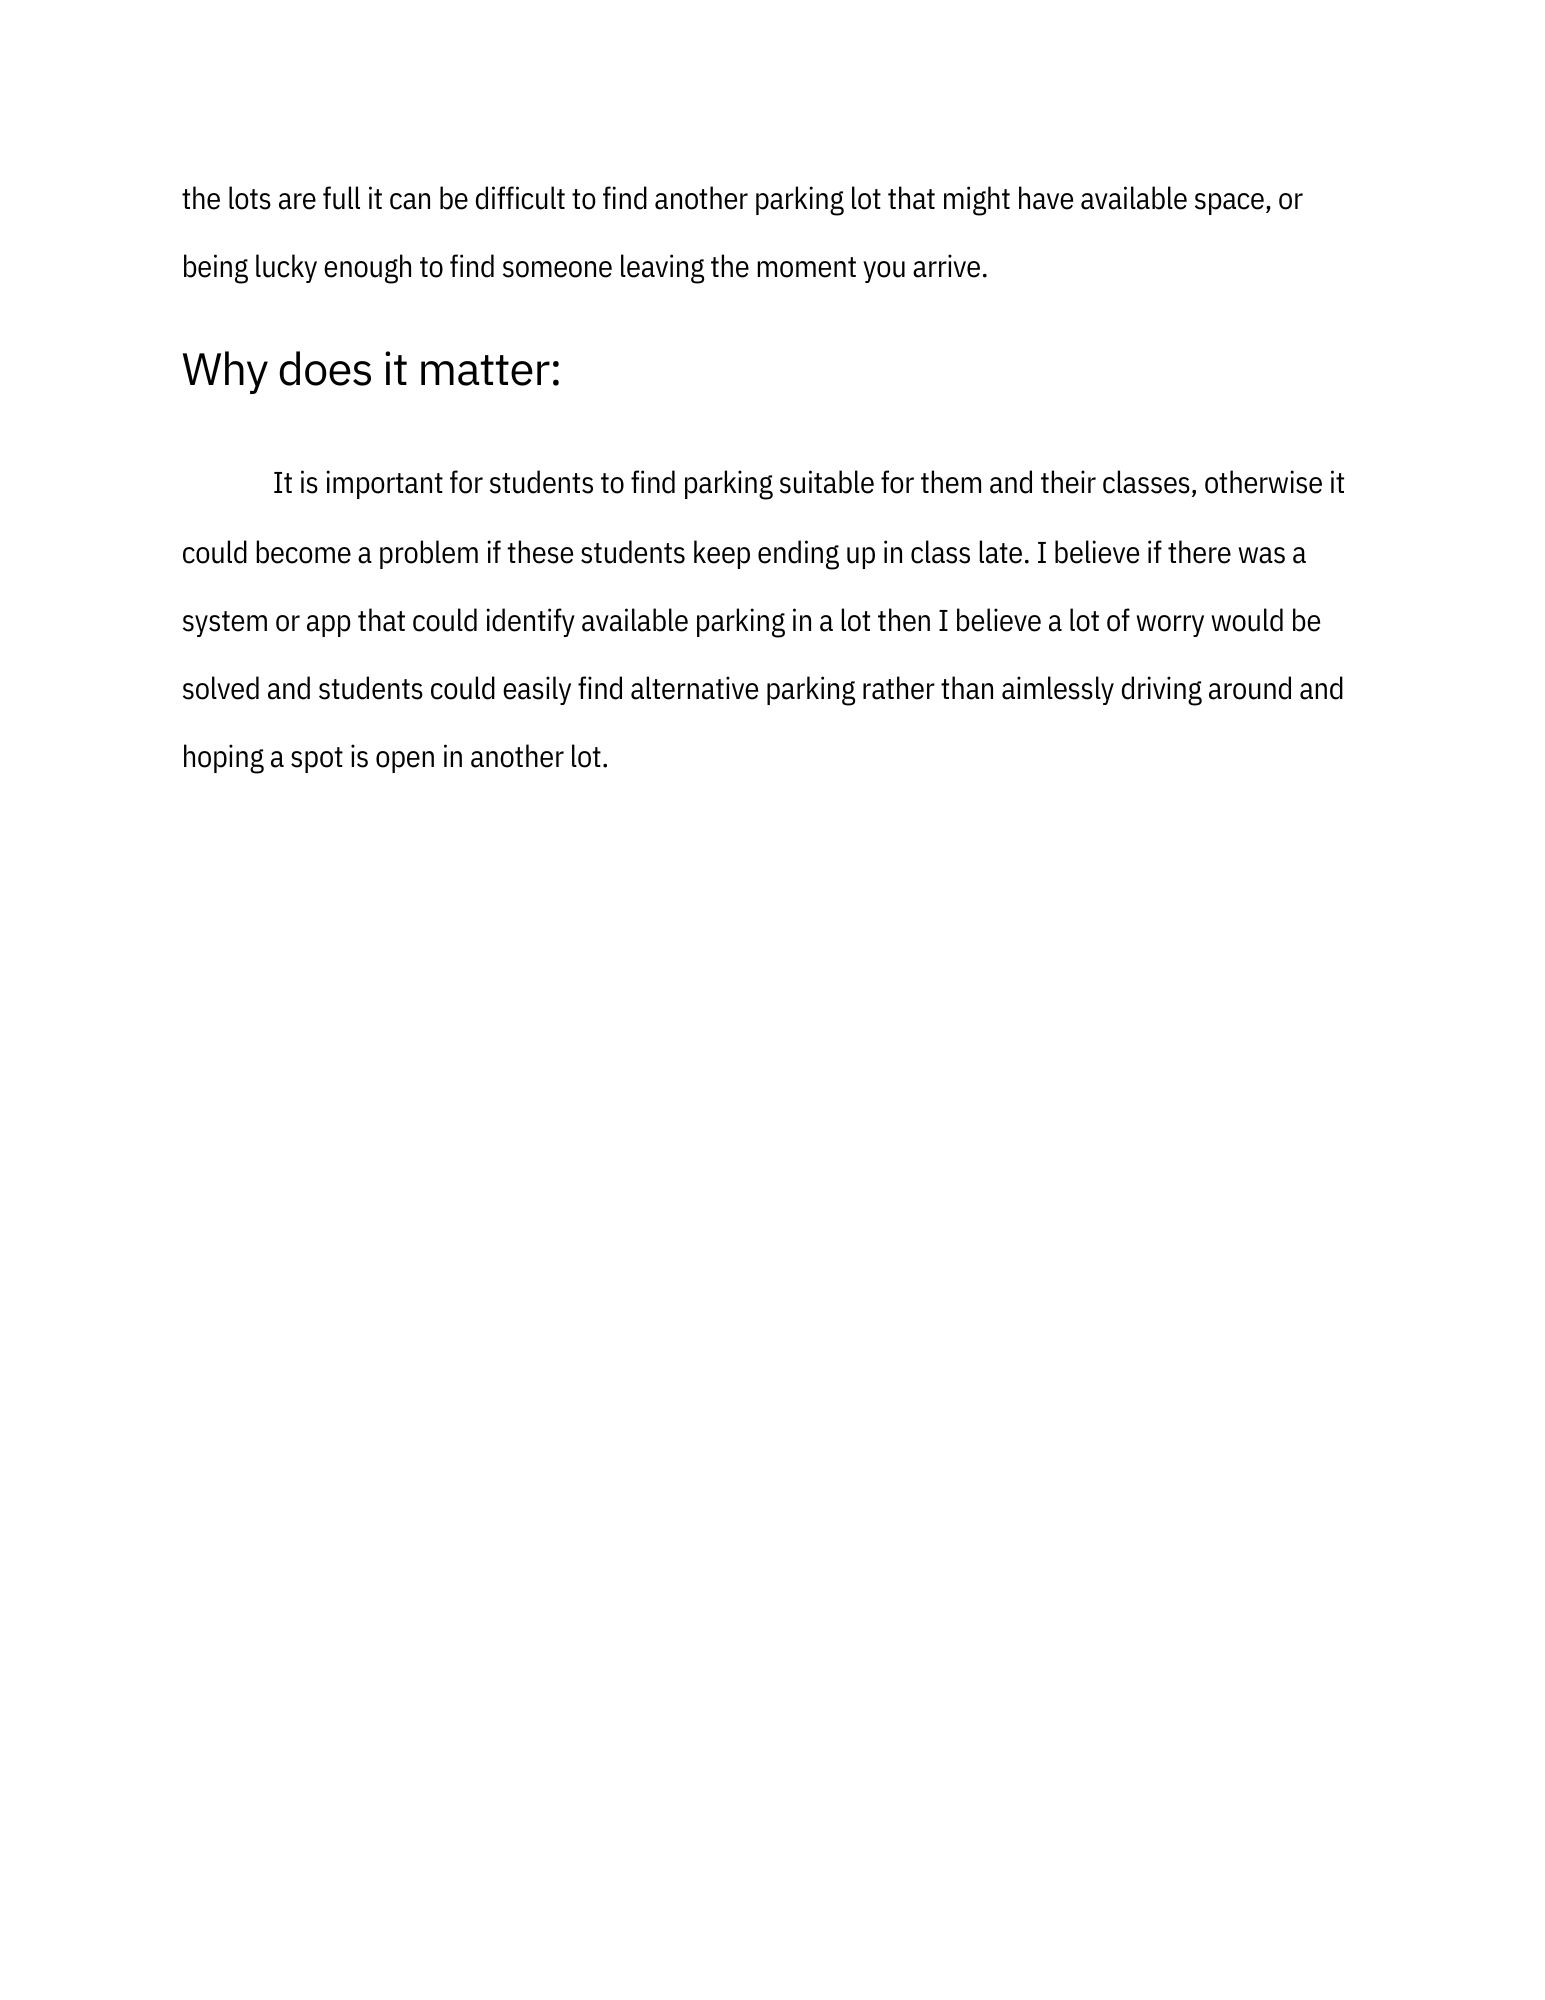 the lots are full it can be difficult to find another parking lot that might have available space, or
being lucky enough to find someone leaving the moment you arrive.
Why does it matter:
It is important for students to find parking suitable for them and their classes, otherwise it
could become a problem if these students keep ending up in class late. I believe if there was a
system or app that could identify available parking in a lot then I believe a lot of worry would be
solved and students could easily find alternative parking rather than aimlessly driving around and
hoping a spot is open in another lot.